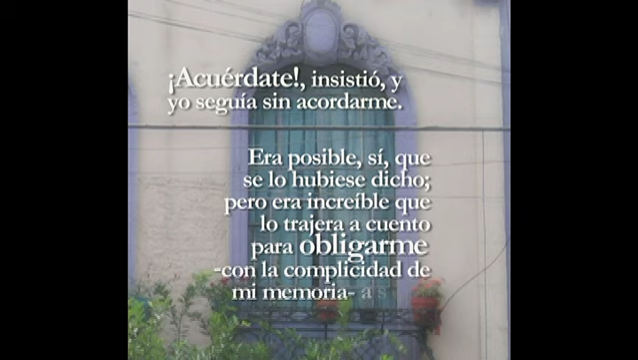 ¡Acuérdate!, insistió, y
yo seguía sin acordarme.
Era posible, sí, que
se lo hubiese dicho;
pero era increíble que
lo trajera a cuento
para obligarme
-con la complicidad de
mi memoria- a s